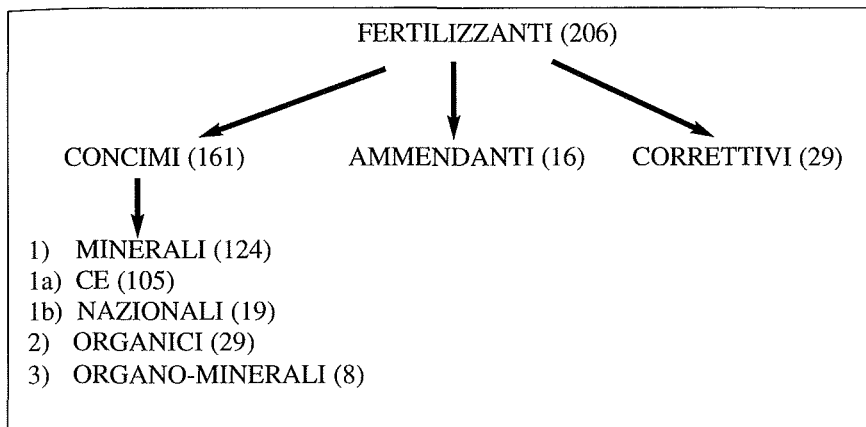 FERTILIZZANTI (206)
CONCIMI (161) AMMENDANTI (16) CORRETTIVI (29)
1) MINERALI (124)
1a) CE (105)
1b) NAZIONALI (19)
2) ORGANICI (29)
3) ORGANO-MINERALI (8)